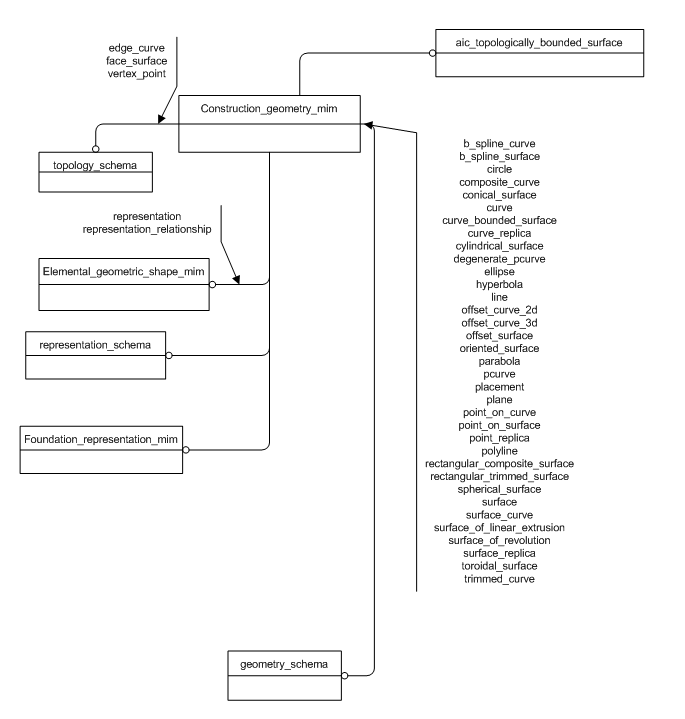 edge_curve
face_surface
vertex_point
aic_topologically_bounded_surface
Construction_geometry_mim
topology_schema
representation
representation_relationship
Elemental_geometric_shape_mim
representation_schema
Foundation_representation_mim
b_spline_curve
b_spline_surface
circle
composite_curve
conical_surface
curve
curve_bounded_surface
curve_replica
cylindrical_surface
degenerate_pcurve
ellipse
hyperbola
line
offset_curve_2d
offset_curve_3d
offset_surface
oriented_surface
parabola
pcurve
placement
plane
point_on_curve
point_on_surface
point_replica
polyline
rectangular_composite_surface
rectangular_trimmed_surface
spherical_surface
surface
surface_curve
surface_of_linear_extrusion
surface_of_revolution
surface_replica
toroidal_surface
trimmed_curve
geometry_schema